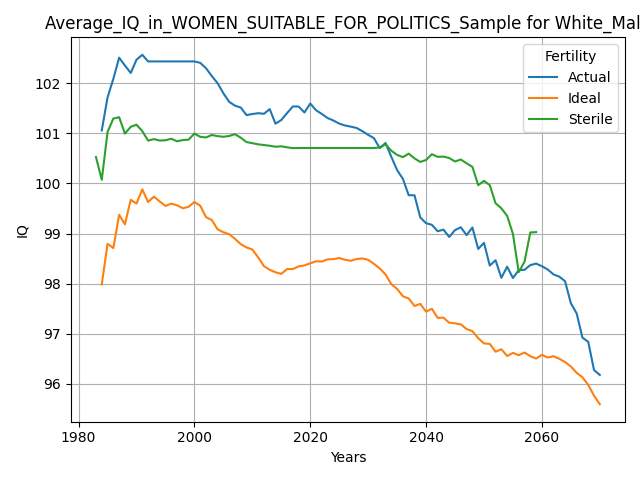 Average_IQ_in_WOMEN_SUITABLE_FOR_POLITICS_Sample for White_Mal
Fertility
Actual
Ideal
Sterile
IQ
102
101
100
99
98
97
96
1980 2000 2020 2040 2060
Years